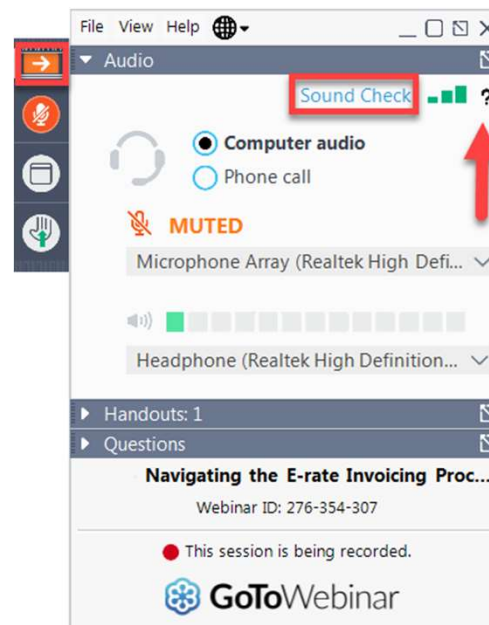 File View Help
Audio
Sound Check ?
Computer audio
Phone call
MUTED
Microphone Array (Realtek High Defi...
Headphone (Realtek High Definition...
Handouts: 1
Questions
Navigating the E-rate Invoicing Proc...
Webinar ID: 276-354-307
This session is being recorded.
GoToWebinar